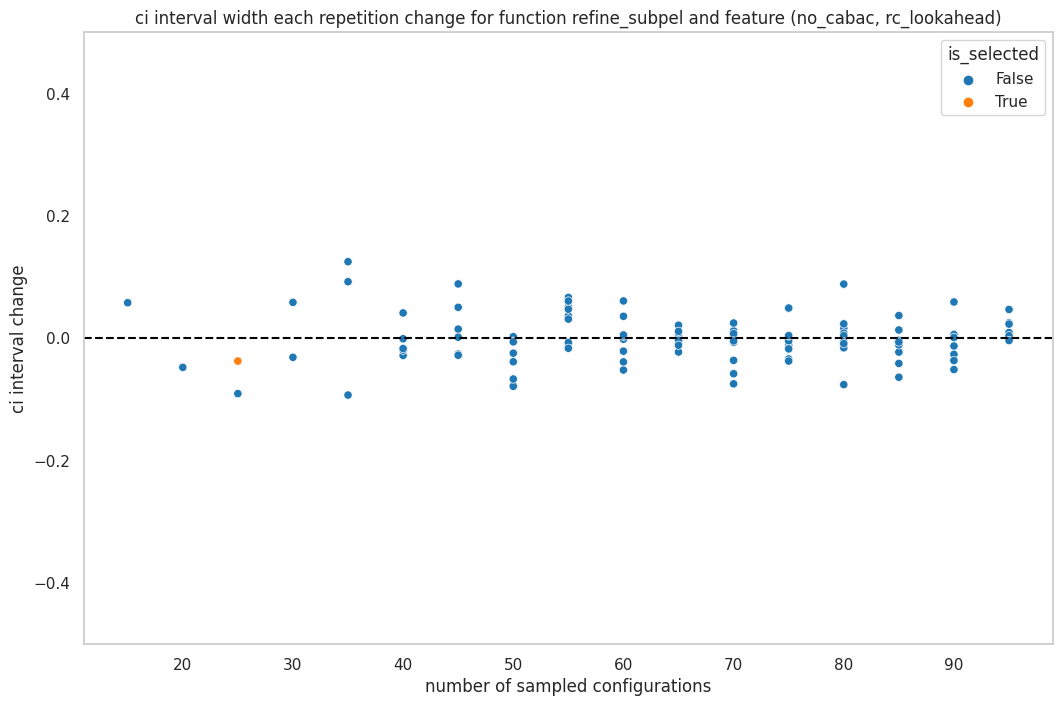 ci interval width each repetition change for function refine_subpel and feature (no_cabac, rc_lookahead)
is_selected
False
True
ci interval change
0.4
0.2
0.0
−0.2
−0.4
20 30 40 50 60 70 80 90
number of sampled configurations